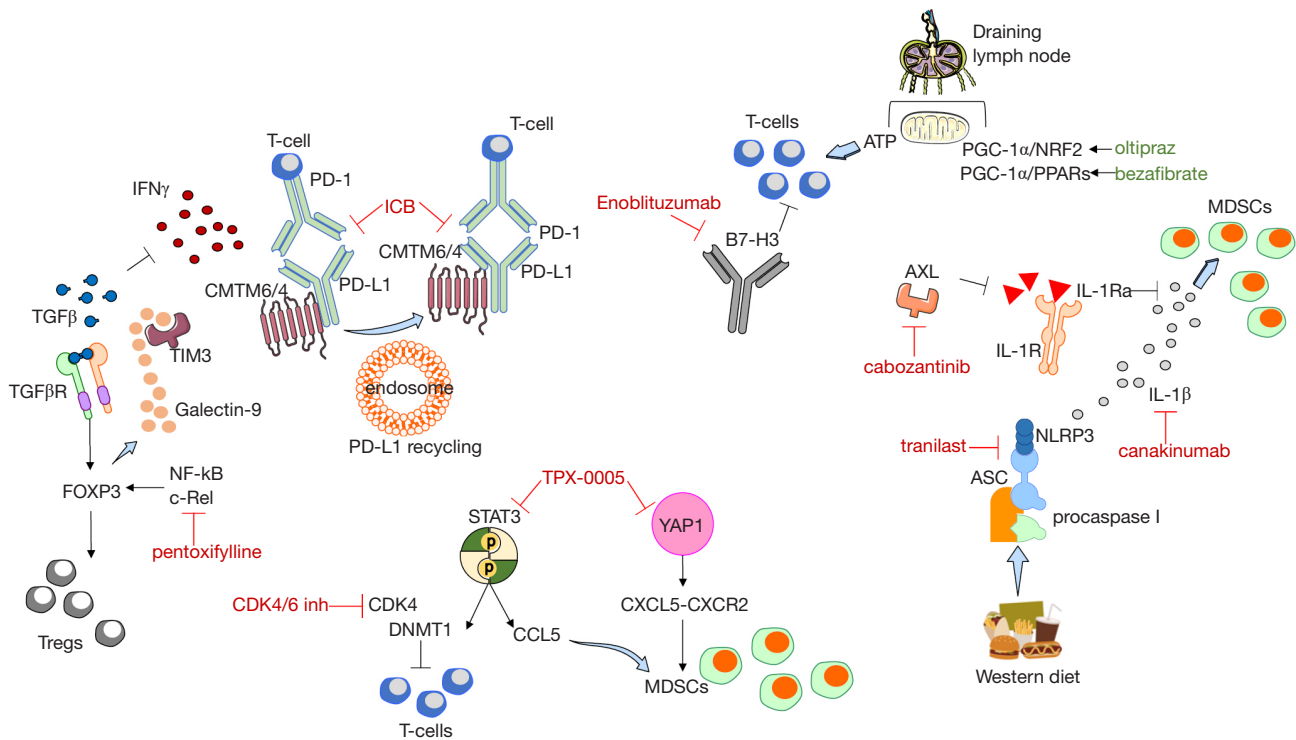 Draining
lymph node
T-cell
T-cell
T-cells
ATP
PGC-1α/NRF2
oltipraz
PGC-1α/PPARs
bezafibrate
IFNγ
PD-1
ICB
Enoblituzumab
MDSCs
PD-1
CMTM6/4
B7-H3
PD-L1
PD-L1
CMTM6/4
AXL
IL-1Ra
TGFβ
TIM3
IL-1R
cabozantinib
endosome
TGFβR
Galectin-9
IL-1β
PD-L1 recycling
NLRP3
tranilast
canakinumab
NF-kB
FOXP3
c-Rel
TPX-0005
ASC
STAT3
YAP1
procaspase I
p
p
pentoxifylline
CDK4/6 inh
CDK4
CXCL5-CXCR2
DNMT1
CCL5
Tregs
MDSCs
Western diet
T-cells